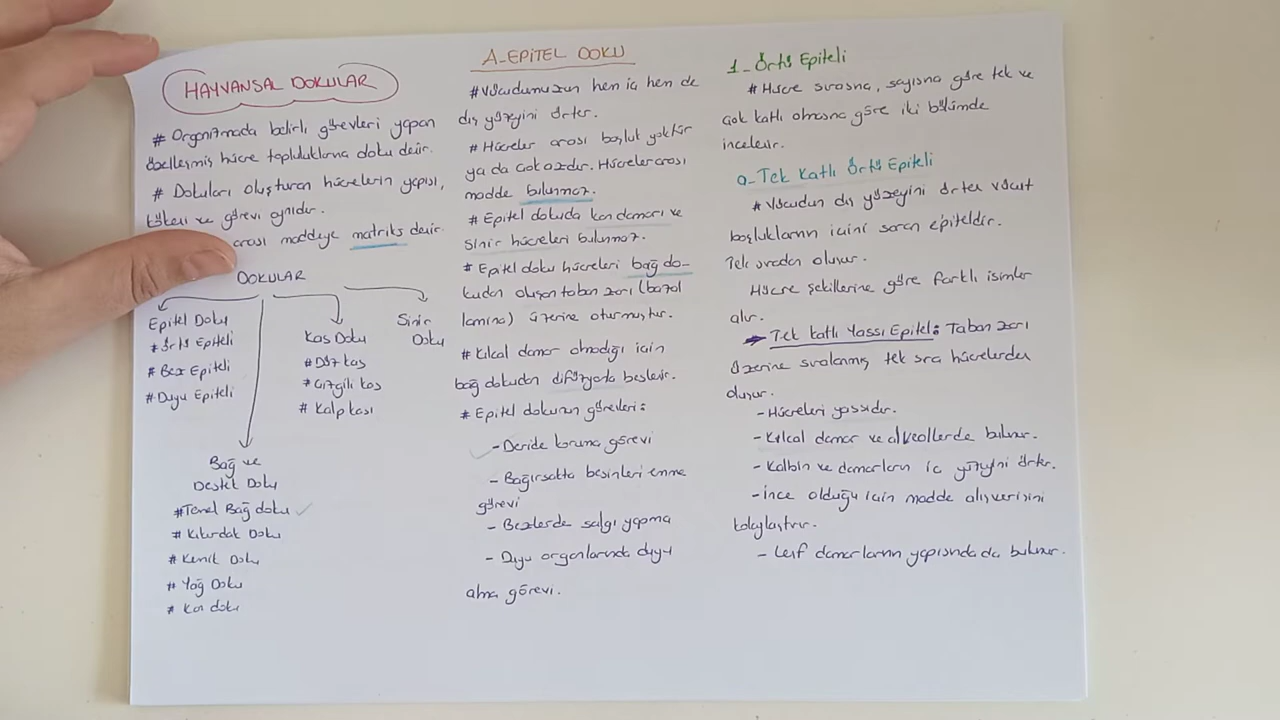 HAYVANSAL DOKULAR
# Organizmada belirli görevleri yapan
özelleşmiş hücre topluluklarına doku denir.
# Dokuları oluşturan hücrelerin yapısı,
kökeni ve görevi aynıdır.
arası maddeye matriks denir.
DOKULAR
Epitel Doku
# Örtü Epiteli
# Bez Epiteli
# Duyu Epiteli
Kas Doku
# Düz kas
# Çizgili kas
# Kalp kası
Sinir
Doku
Bağ ve
Destek Doku
# Temel Bağ doku
# Kıkırdak Doku
# Kemik Doku
# Yağ Doku
# Kan doku
A-EPİTEL DOKU
# Vücudumuzun hem iç hem de
dış yüzeyini örter.
# Hücreler arası boşluk yoktur
ya da çok azdır. Hücreler arası
madde bulunmaz.
# Epitel dokuda kan damarı ve
sinir hücreleri bulunmaz.
# Epitel doku hücreleri bağ do-
kudan oluşan taban zarı (bazal
lamina) üzerine oturmuştur.
# Kılcal damar olmadığı için
bağ dokudan difüzyonla beslenir.
# Epitel dokunun görevleri:
- Deride koruma görevi
- Bağırsakta besinleri emme
görevi
- Bezlerde salgı yapma
- Duyu organlarında duyu
alma görevi.
1- Örtü Epiteli
# Hücre sırasına, sayısına göre tek ve
çok katlı olmasına göre iki bölümde
incelenir.
a- Tek Katlı Örtü Epiteli
# Vücudun dış yüzeyini örten vücut
boşluklarının içini saran epiteldir.
Tek sıradan oluşur.
Hücre şekillerine göre farklı isimler
alır.
→ Tek katlı Yassı Epitel: Taban zarı
üzerine sıralanmış tek sıra hücrelerden
oluşur.
- Hücreleri yassıdır.
- Kılcal damar ve alveollerde bulunur.
- Kalbin ve damarların iç yüzeyini örter.
- İnce olduğu için madde alışverişini
kolaylaştırır.
- Lenf damarlarının yapısında da bulunur.